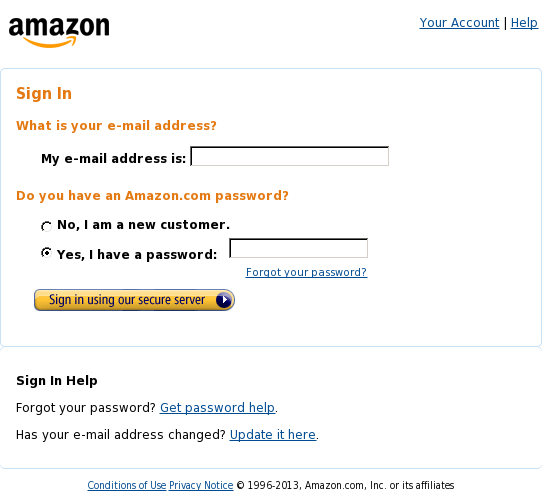 amazon
Your Account | Help
Sign In
What is your e-mail address?
My e-mail address is:
Do you have an Amazon.com password?
No, I am a new customer.
Yes, I have a password:
Forgot your password?
Sign in using our secure server
Sign In Help
Forgot your password? Get password help.
Has your e-mail address changed? Update it here.
Conditions of Use Privacy Notice © 1996-2013, Amazon.com, Inc. or its affiliates